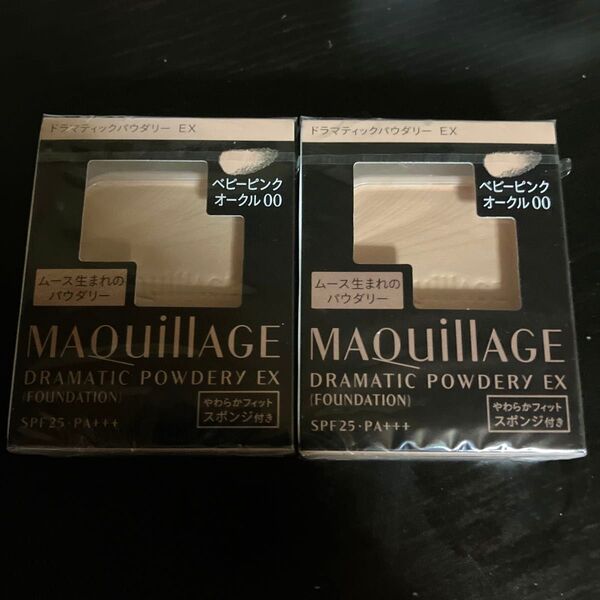 ドラマティックパウダリー EX
ベビーピンク
オークル00
ムース生まれの
パウダリー
MAQuillAGE
DRAMATIC POWDERY EX
(FOUNDATION)
SPF25・PA+++
やわらかフィット
スポンジ付き
ドラマティックパウダリー EX
ベビーピンク
オークル00
ムース生まれの
パウダリー
MAQuillAGE
DRAMATIC POWDERY EX
(FOUNDATION)
SPF25・PA+++
やわらかフィット
スポンジ付き